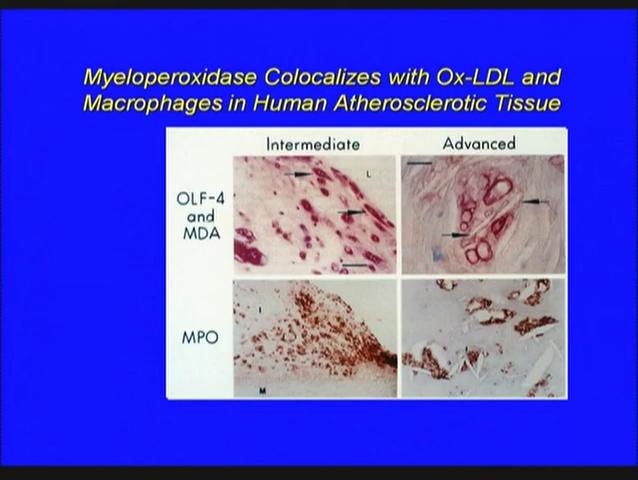 Myeloperoxidase Colocalizes with Ox-LDL and
Macrophages in Human Atherosclerotic Tissue
Intermediate Advanced
OLF-4
and
MDA
L
MPO
I
M